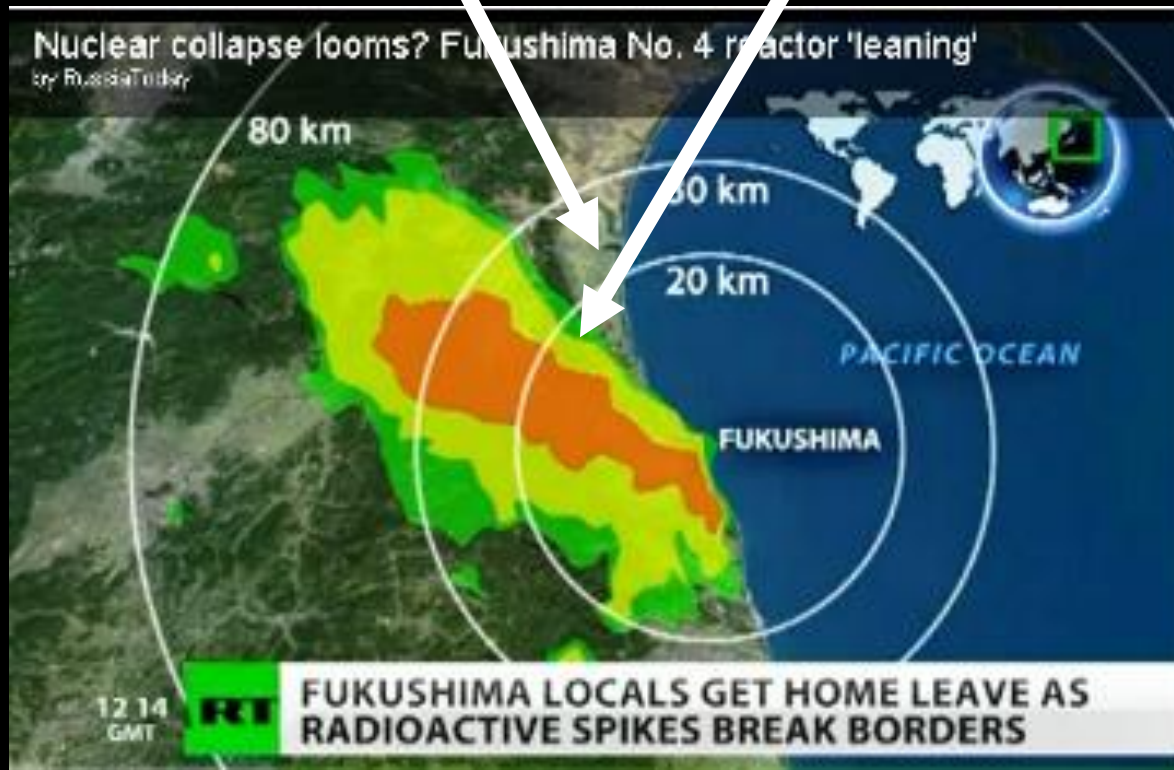 Nuclear collapse looms? Fukushima No. 4 reactor 'leaning'
by RussiaToday
80 km
30 km
20 km
PACIFIC OCEAN
FUKUSHIMA
12 14
GMT
RT
FUKUSHIMA LOCALS GET HOME LEAVE AS
RADIOACTIVE SPIKES BREAK BORDERS